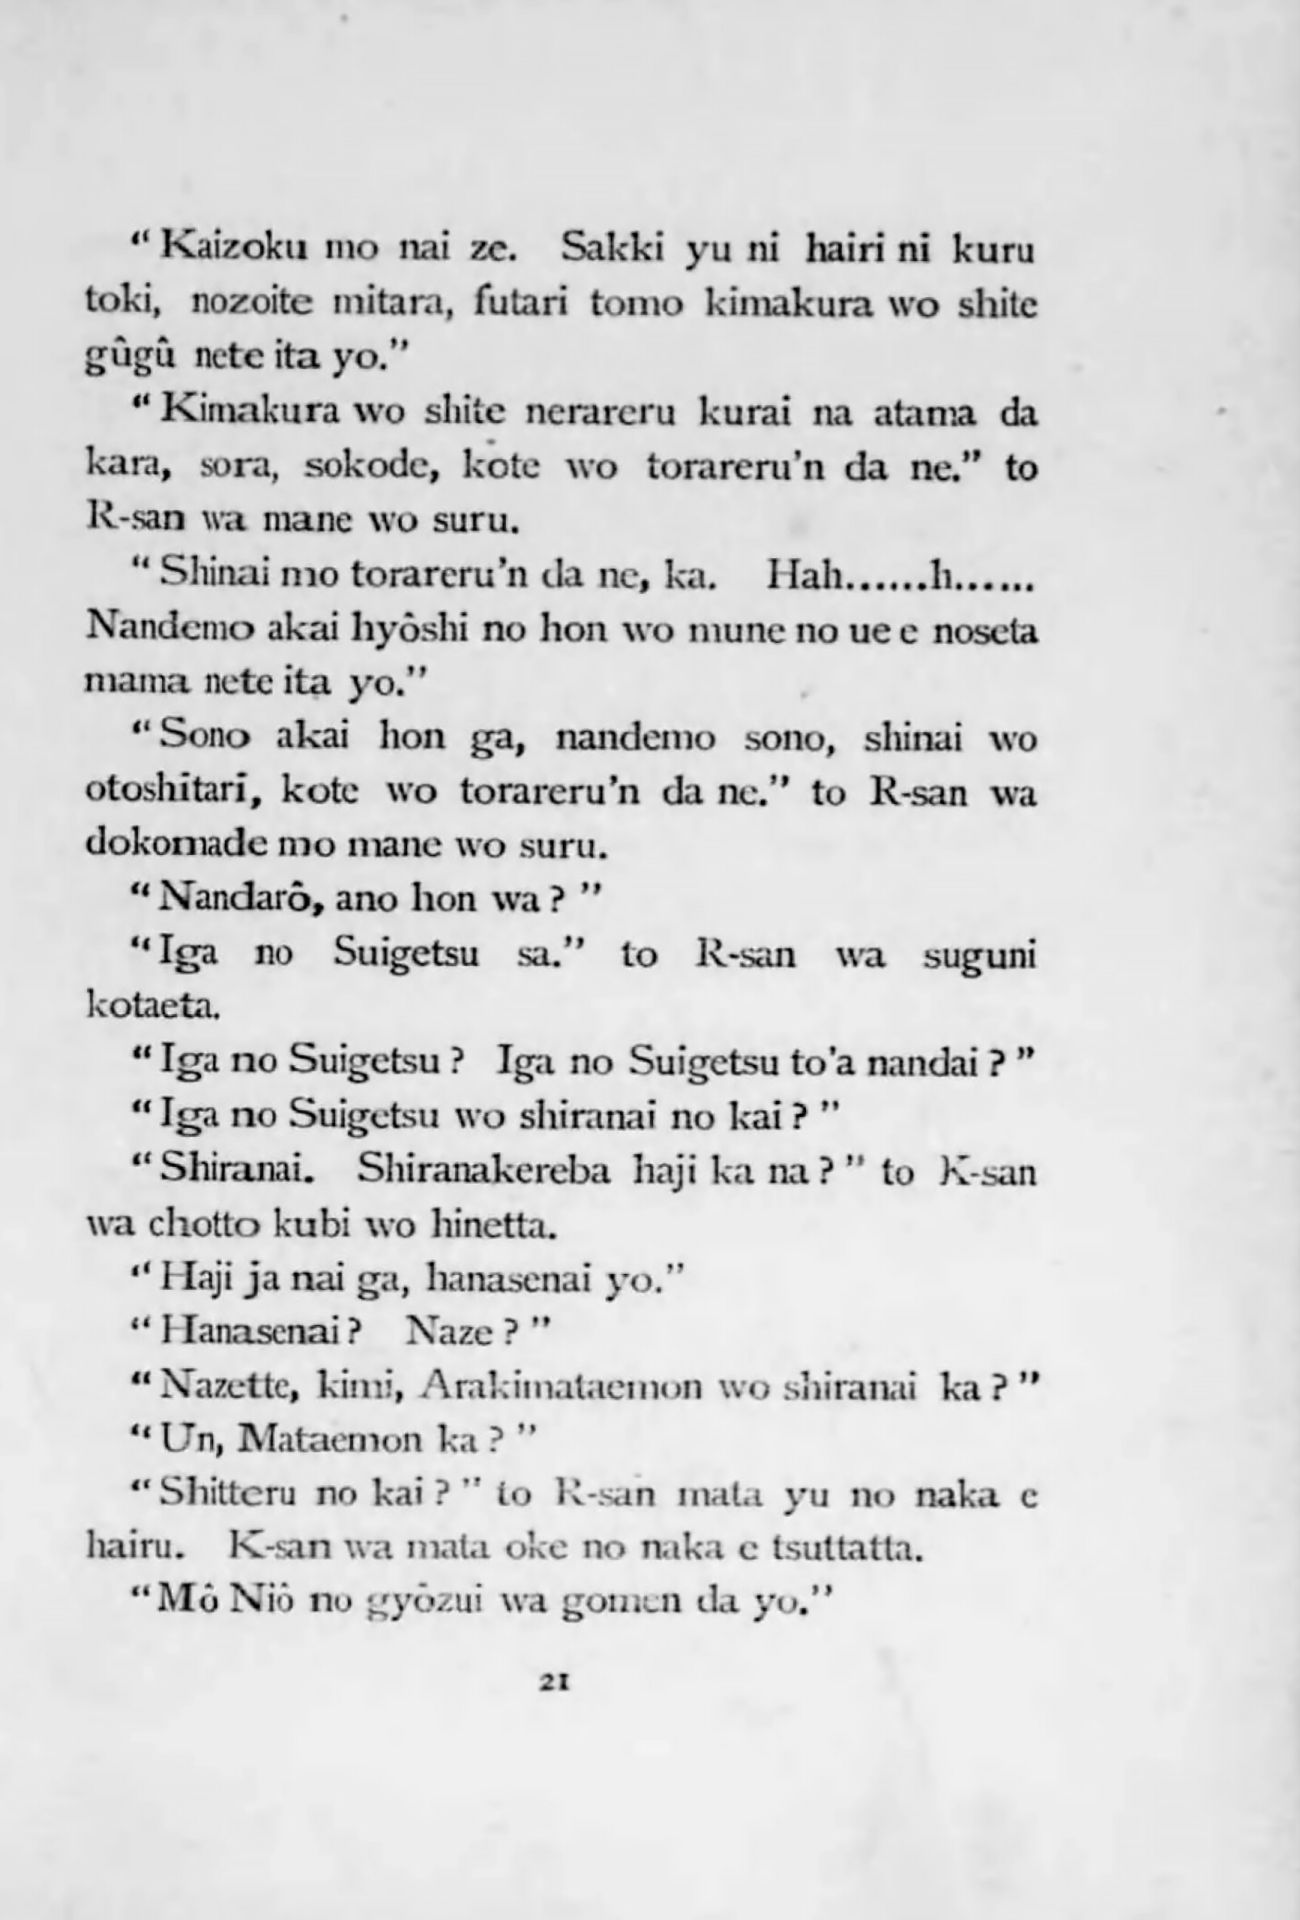 “Kaizoku mo nai ze. Sakki yu ni hairi ni kuru
toki, nozoite mitara, futari tomo kimakura wo shite
gûgû nete ita yo.”
“Kimakura wo shite nerareru kurai na atama da
kara, sora, sokode, kote wo torareru’n da ne.” to
R-san wa mane wo suru.
“Shinai mo torareru’n da ne, ka. Hah......h......
Nandemo akai hyôshi no hon wo mune no ue e noseta
mama nete ita yo.”
“Sono akai hon ga, nandemo sono, shinai wo
otoshitari, kote wo torareru’n da ne.” to R-san wa
dokomade mo mane wo suru.
“Nandarô, ano hon wa?”
“Iga no Suigetsu sa.” to R-san wa suguni
kotaeta.
“Iga no Suigetsu? Iga no Suigetsu to’a nandai?”
“Iga no Suigetsu wo shiranai no kai?”
“Shiranai. Shiranakereba haji ka na?” to K-san
wa chotto kubi wo hinetta.
“Haji ja nai ga, hanasenai yo.”
“Hanasenai? Naze?”
“Nazette, kimi, Arakimataemon wo shiranai ka?”
“Un, Mataemon ka?”
“Shitteru no kai?” to R-san mata yu no naka e
hairu. K-san wa mata oke no naka e tsuttatta.
“Mô Niô no gyôzui wa gomen da yo.”
21